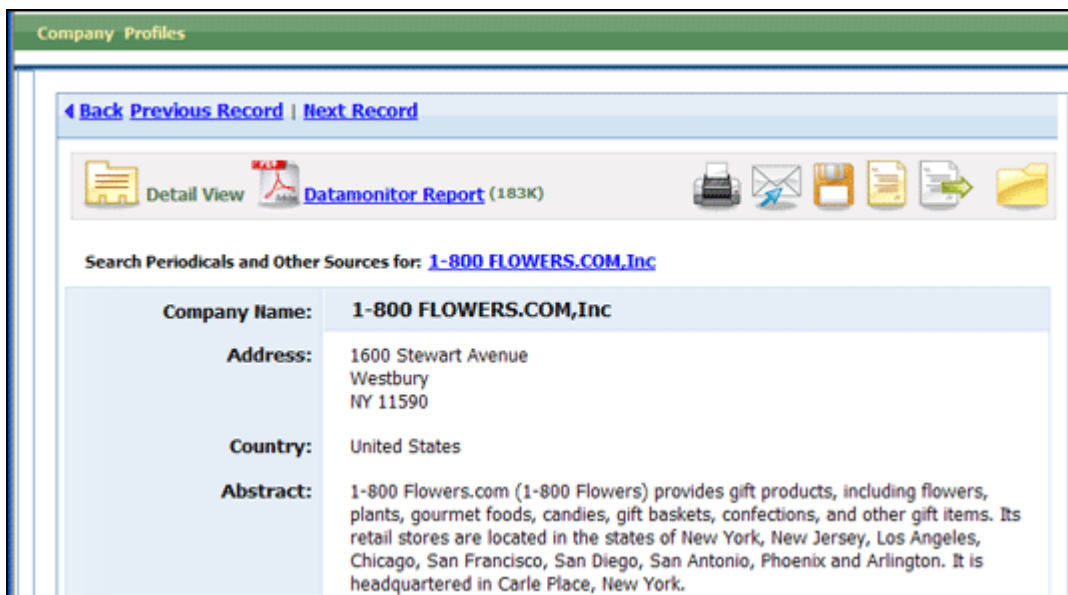 Company Profiles
Back Previous Record | Next Record
Detail View Datamonitor Report (183K)
Search Periodicals and Other Sources for: 1-800 FLOWERS.COM,Inc
Company Name: 1-800 FLOWERS.COM,Inc
Address: 1600 Stewart Avenue
Westbury
NY 11590
Country: United States
Abstract: 1-800 Flowers.com (1-800 Flowers) provides gift products, including flowers,
plants, gourmet foods, candies, gift baskets, confections, and other gift items. Its
retail stores are located in the states of New York, New Jersey, Los Angeles,
Chicago, San Francisco, San Diego, San Antonio, Phoenix and Arlington. It is
headquartered in Carle Place, New York.